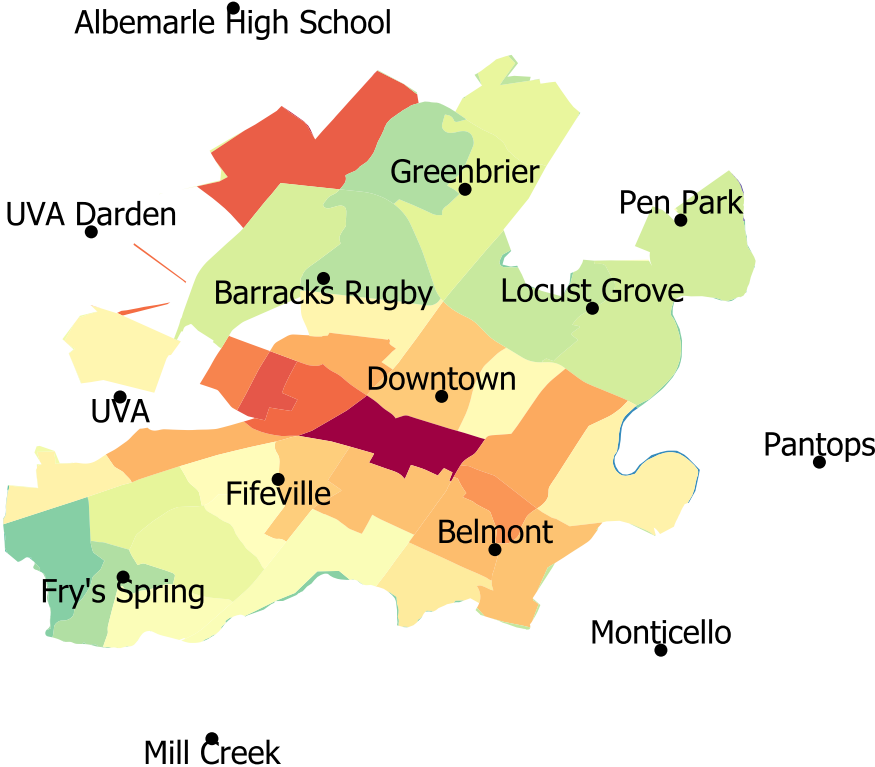 Albemarle High School
Greenbrier
Pen Park
UVA Darden
Barracks Rugby
Locust Grove
Downtown
UVA
Pantops
Fifeville
Belmont
Fry's Spring
Monticello
Mill Creek